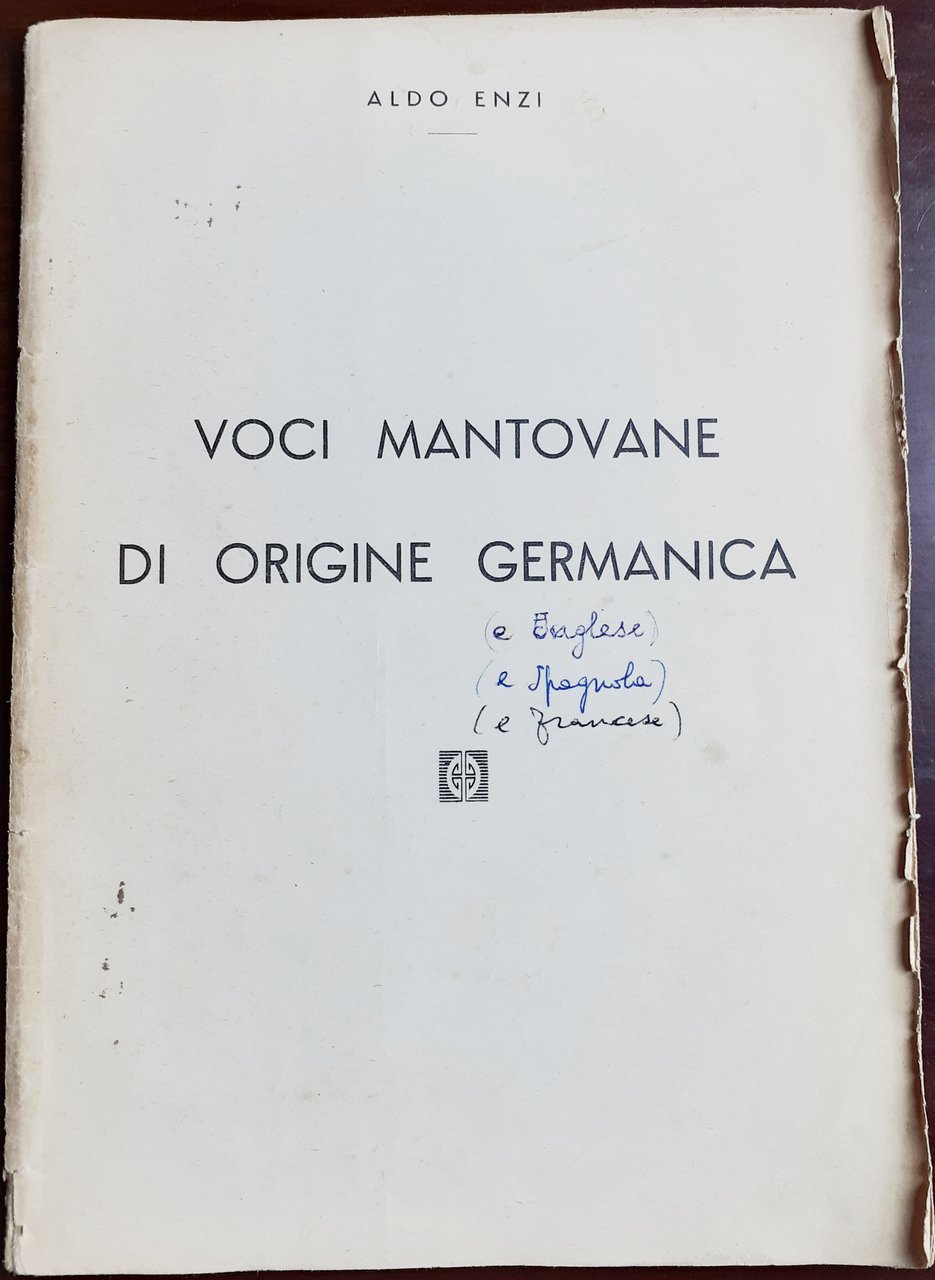 ALDO ENZI
VOCI MANTOVANE
DI ORIGINE GERMANICA
(e Inglese)
(e Spagnola)
(e Francese)